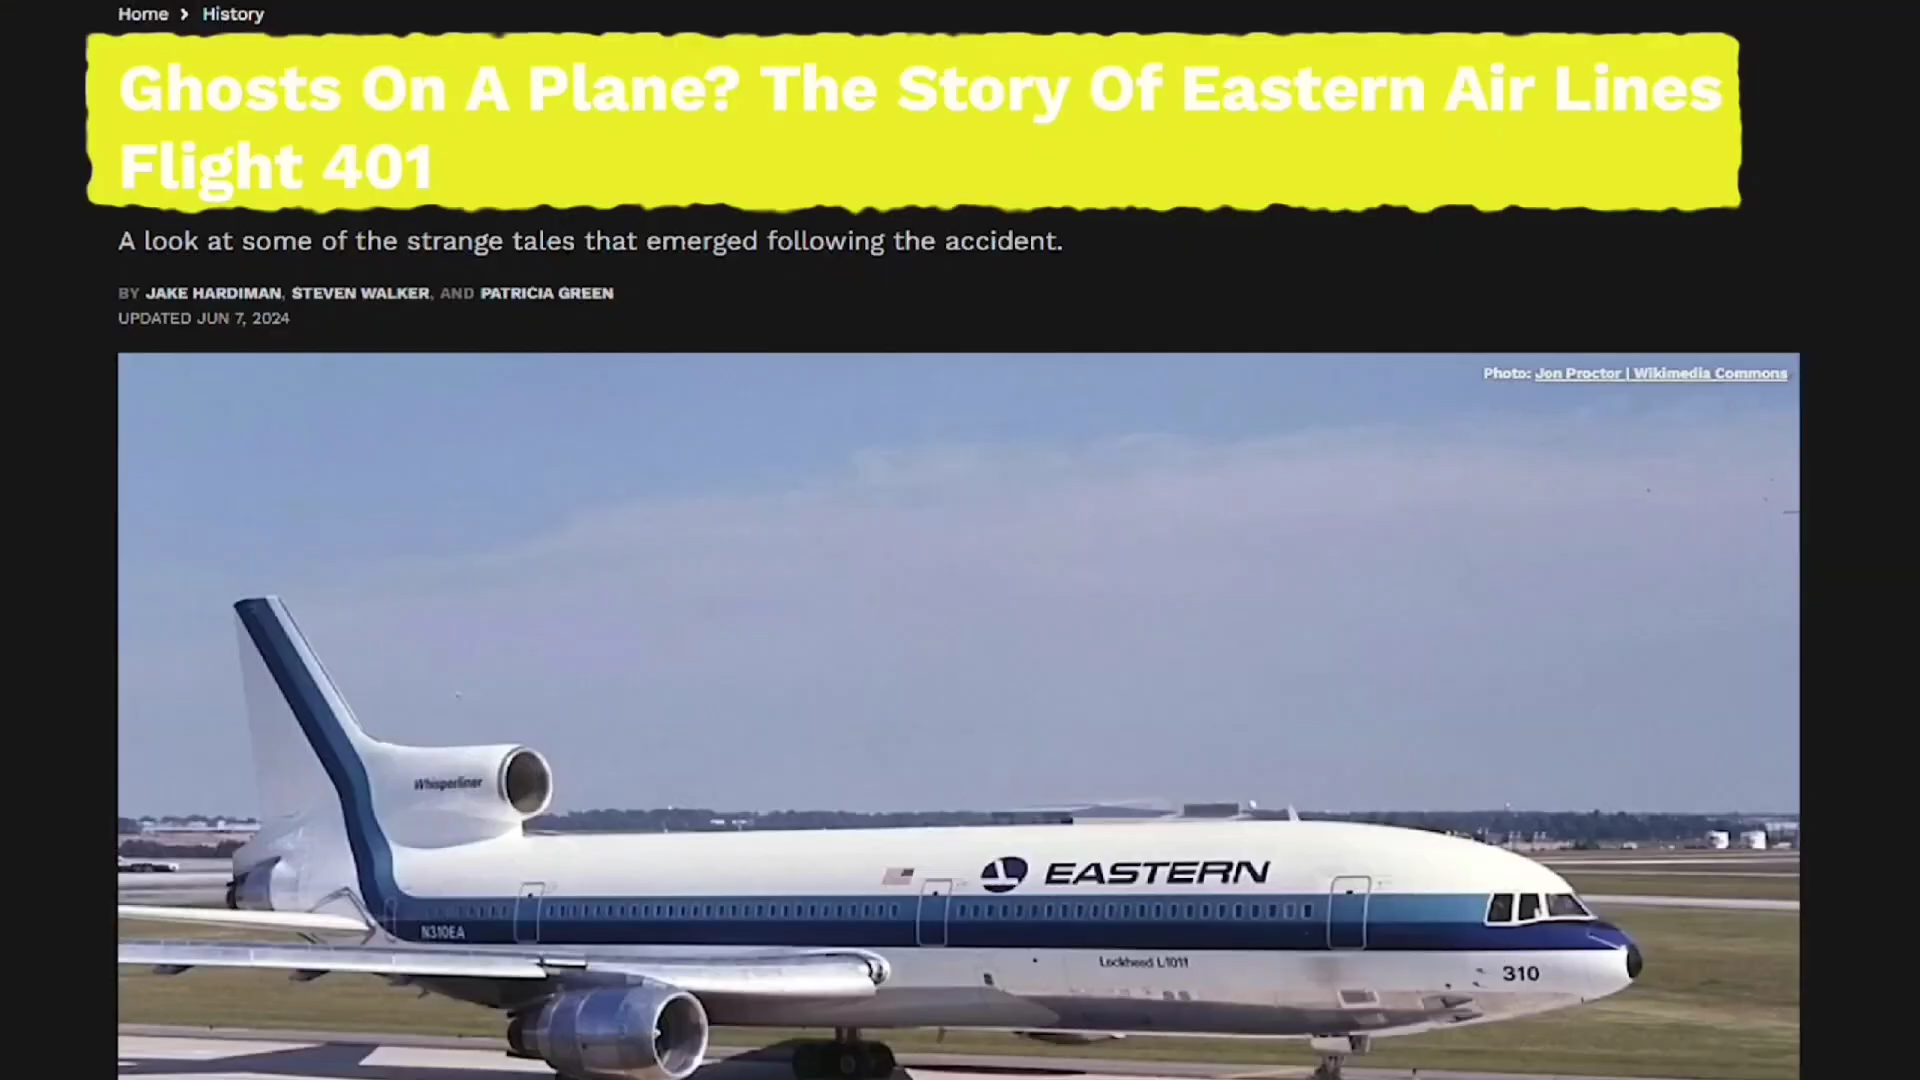 Home > History
Ghosts On A Plane? The Story Of Eastern Air Lines
Flight 401
A look at some of the strange tales that emerged following the accident.
BY JAKE HARDIMAN, STEVEN WALKER, AND PATRICIA GREEN
UPDATED JUN 7, 2024
Photo: Jon Proctor | Wikimedia Commons
Whisperliner
EASTERN
N310EA
Lockheed L1011
310